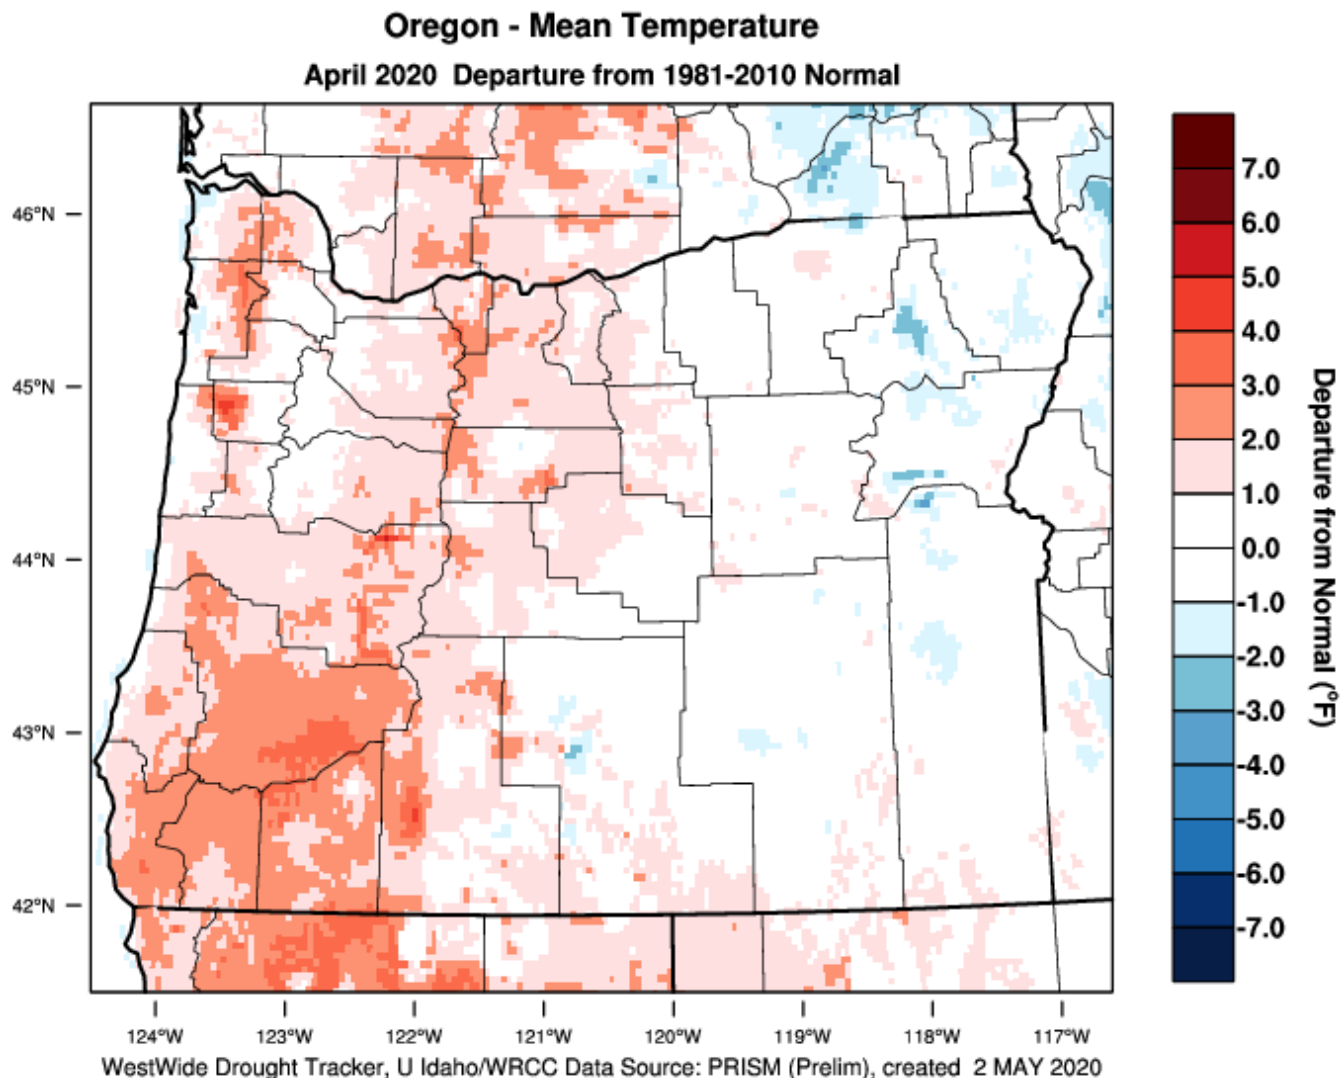 Oregon - Mean Temperature
April 2020 Departure from 1981-2010 Normal
46°N
45°N
44°N
43°N
42°N
124°W 123°W 122°W 121°W 120°W 119°W 118°W 117°W
7.0
6.0
5.0
4.0
3.0
2.0
1.0
0.0
-1.0
-2.0
-3.0
-4.0
-5.0
-6.0
-7.0
Departure from Normal (°F)
WestWide Drought Tracker, U Idaho/WRCC Data Source: PRISM (Prelim), created 2 MAY 2020